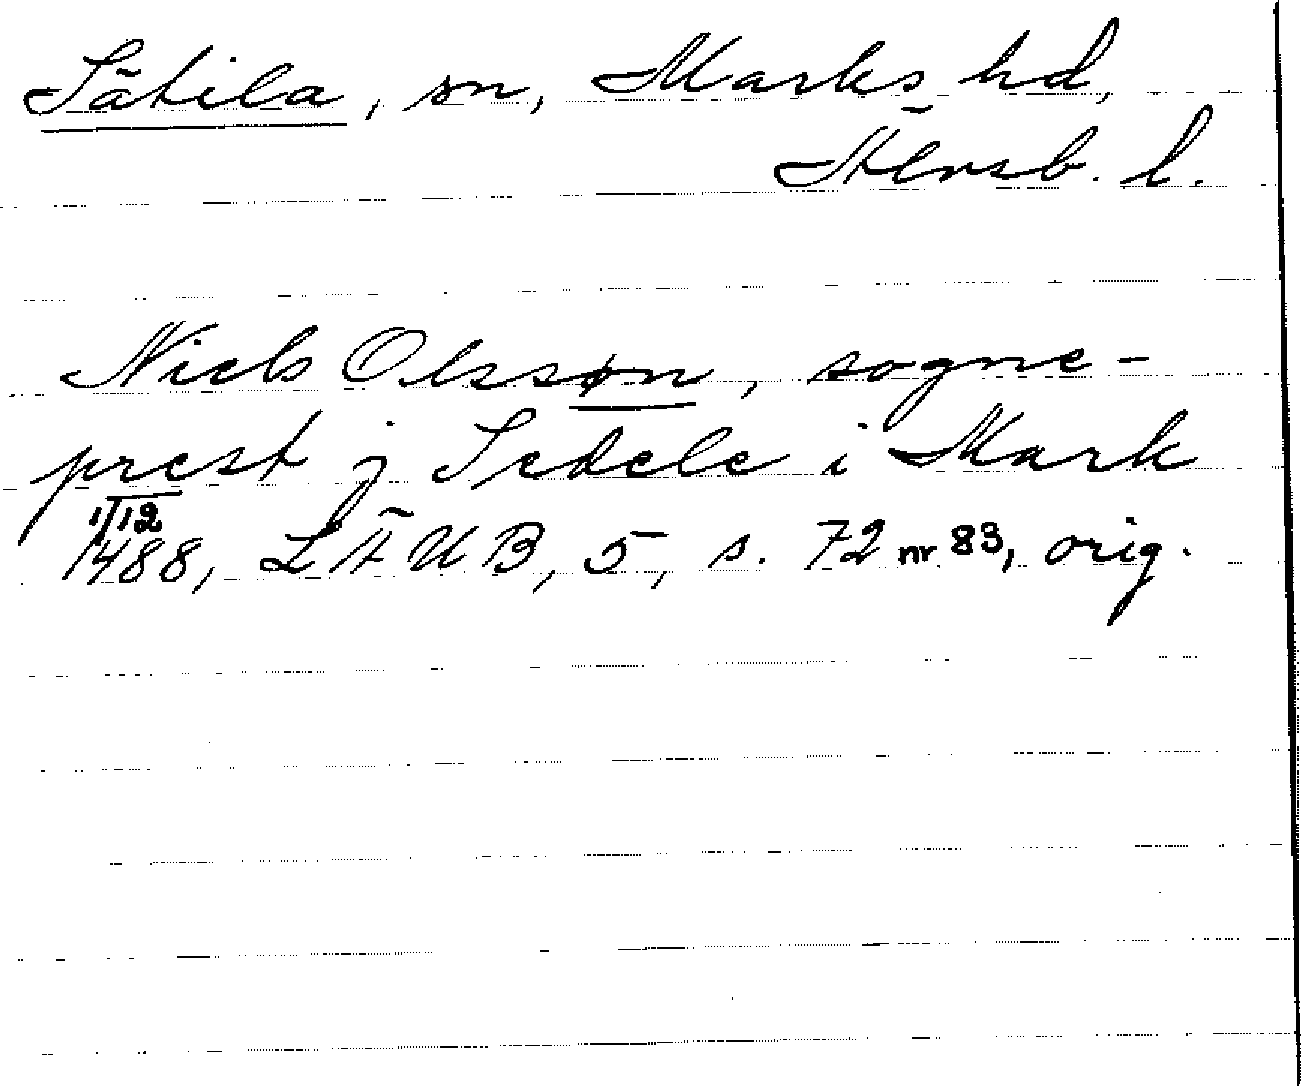 Sätila, sn, Marks hd,
Älvsb. l.
Niels Olssøn, sogne-
prest j Sedele i Mark
1/12
1488, LÄUB, 5, s. 72 nr 83, orig.